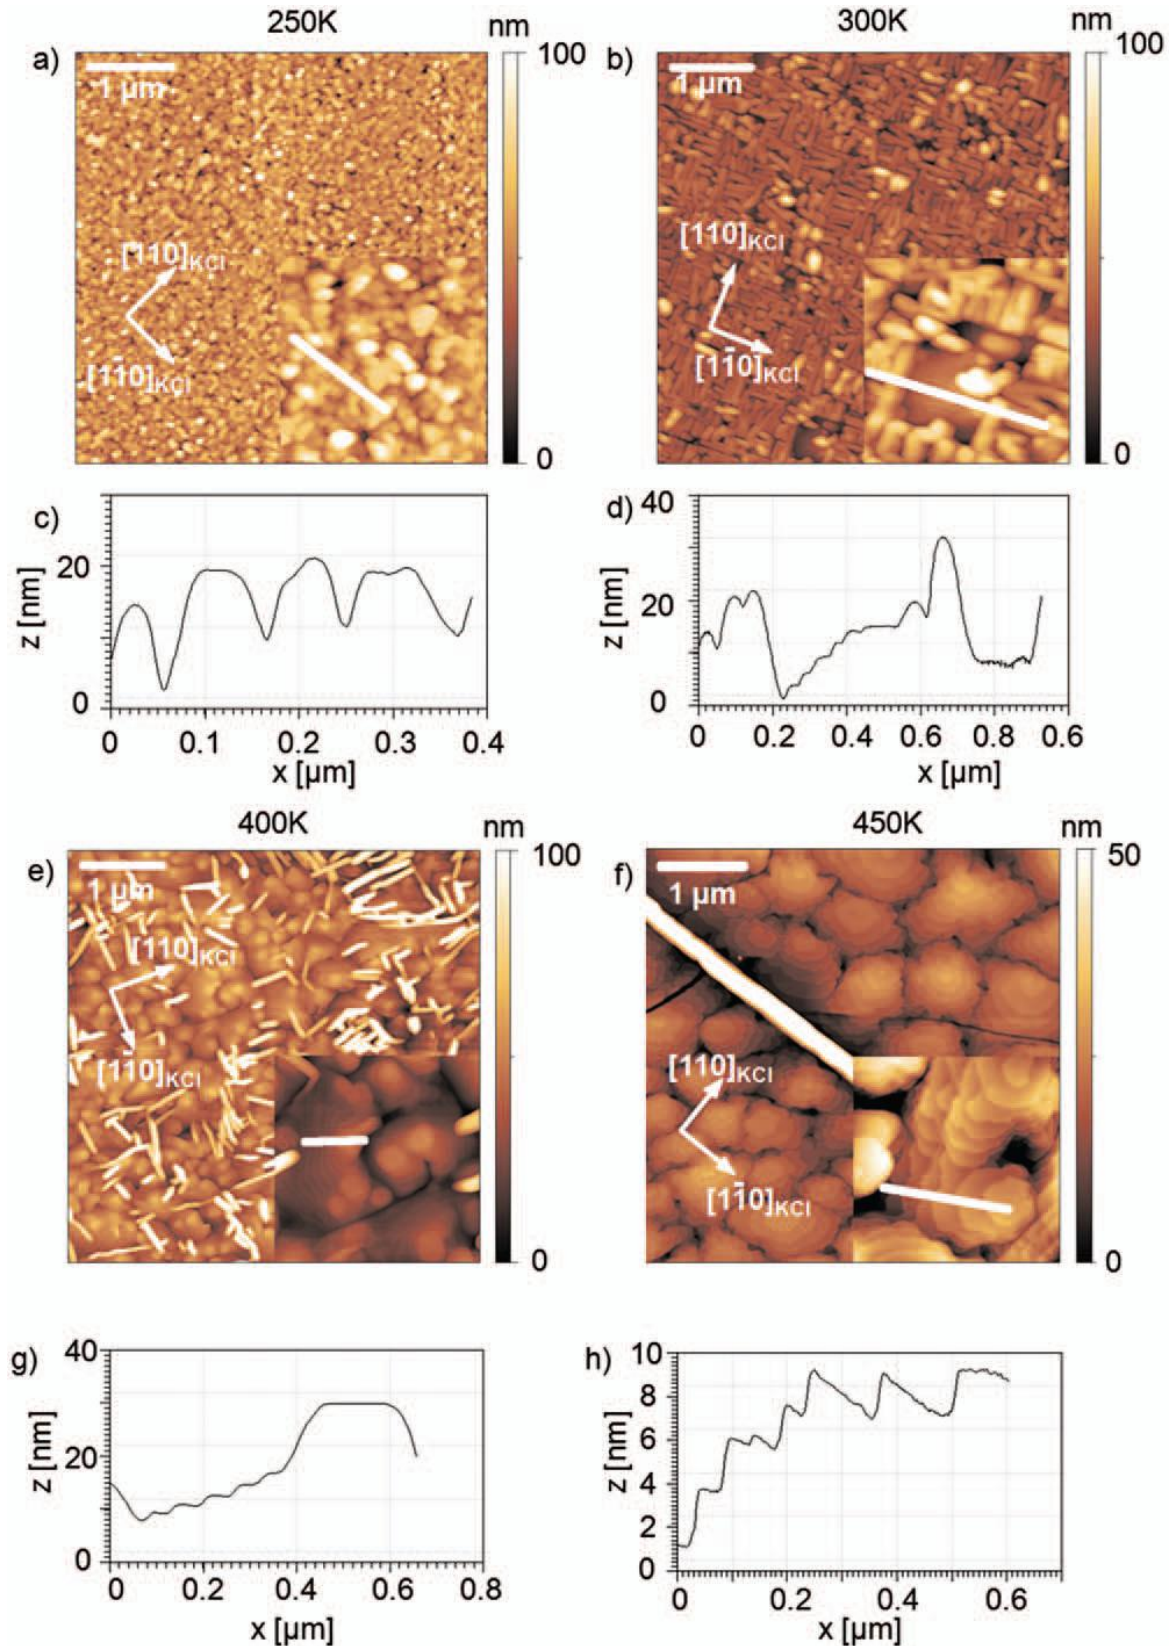 250K
300K
a)
nm
100
b)
nm
100
1 µm
1 µm
[110]KCl
[110]KCl
[11̄0]KCl
[11̄0]KCl
0
0
c)
20
z [nm]
0
0 0.1 0.2 0.3 0.4
x [µm]
d)
40
20
z [nm]
0
0 0.2 0.4 0.6 0.8 0.6
x [µm]
400K
450K
e)
nm
100
f)
nm
50
1 µm
1 µm
[110]KCl
[11̄0]KCl
[110]KCl
[11̄0]KCl
0
0
g)
40
20
z [nm]
0
0 0.2 0.4 0.6 0.8
x [µm]
h)
10
8
6
4
2
0
z [nm]
0 0.2 0.4 0.6
x [µm]